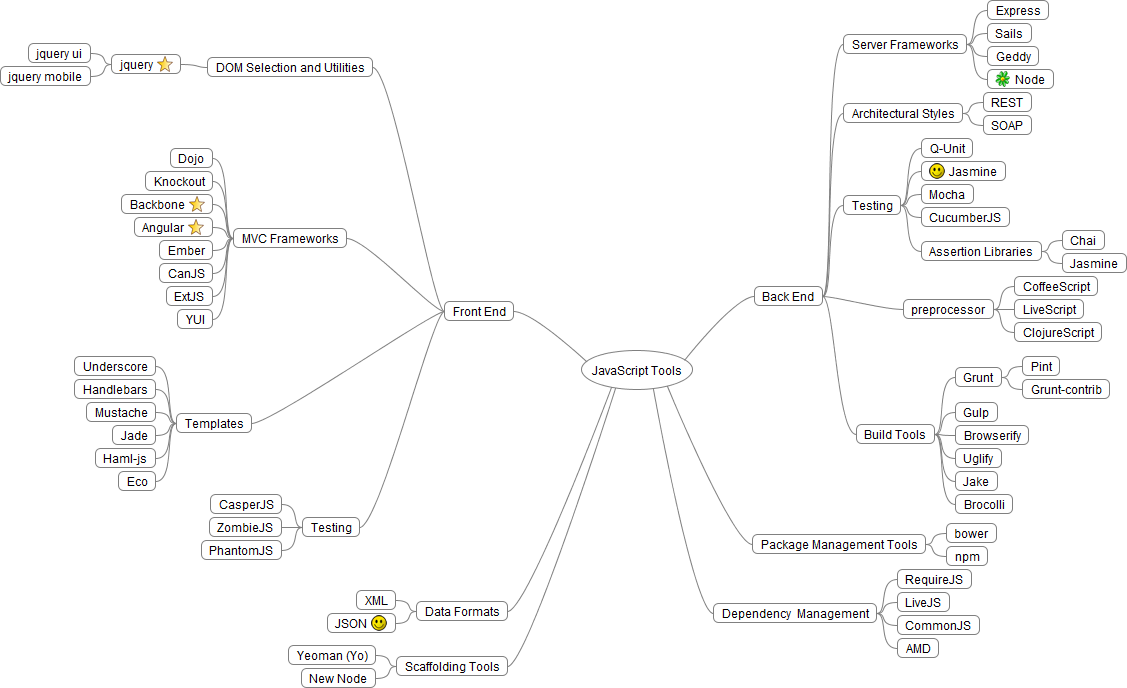 JavaScript Tools
Front End
DOM Selection and Utilities
jquery
jquery ui
jquery mobile
MVC Frameworks
Dojo
Knockout
Backbone
Angular
Ember
CanJS
ExtJS
YUI
Templates
Underscore
Handlebars
Mustache
Jade
Haml-js
Eco
Testing
CasperJS
ZombieJS
PhantomJS
Data Formats
XML
JSON
Scaffolding Tools
Yeoman (Yo)
New Node
Back End
Server Frameworks
Express
Sails
Geddy
Node
Architectural Styles
REST
SOAP
Testing
Q-Unit
Jasmine
Mocha
CucumberJS
Assertion Libraries
Chai
Jasmine
preprocessor
CoffeeScript
LiveScript
ClojureScript
Build Tools
Grunt
Pint
Grunt-contrib
Gulp
Browserify
Uglify
Jake
Brocolli
Package Management Tools
bower
npm
Dependency  Management
RequireJS
LiveJS
CommonJS
AMD